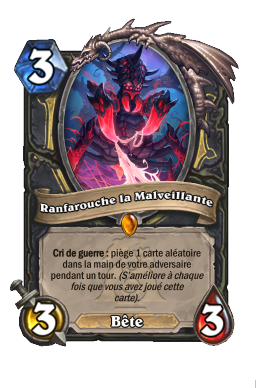 3
Ranfarouche la Malveillante
Cri de guerre : piège 1 carte aléatoire
dans la main de votre adversaire
pendant un tour. (S'améliore à chaque
fois que vous avez joué cette
carte).
3
Bête
3